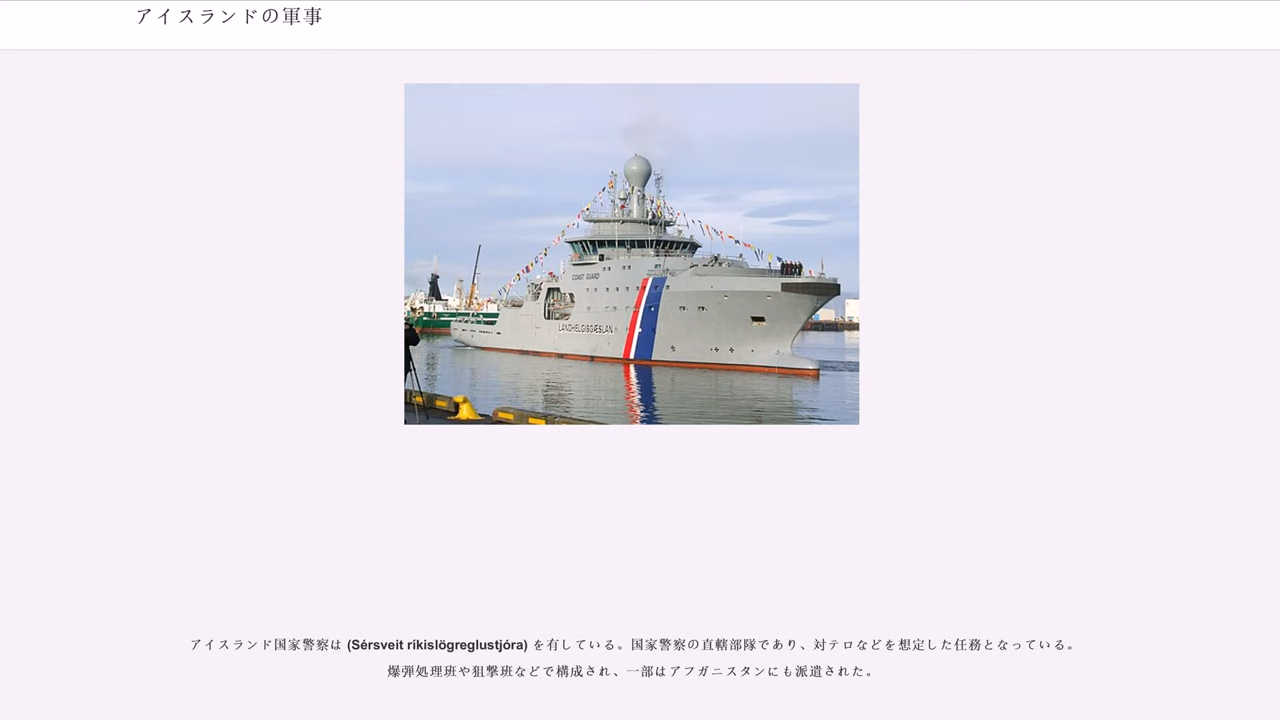 アイスランドの軍事
COAST GUARD
LANDHELGISGÆSLAN
アイスランド国家警察は (Sérsveit ríkislögreglustjóra) を有している。国家警察の直轄部隊であり、対テロなどを想定した任務となっている。
爆弾処理班や狙撃班などで構成され、一部はアフガニスタンにも派遣された。